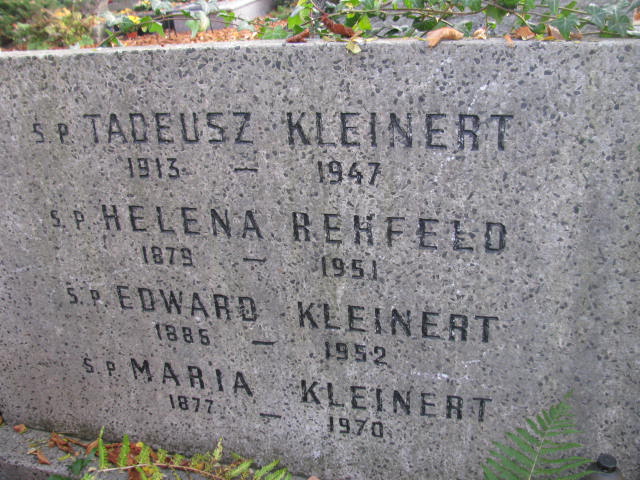 Ś P TADEUSZ KLEINERT
1913 — 1947
Ś P HELENA REHFELD
1879 — 1951
Ś P EDWARD KLEINERT
1886 — 1952
Ś P MARIA KLEINERT
1877 — 1970